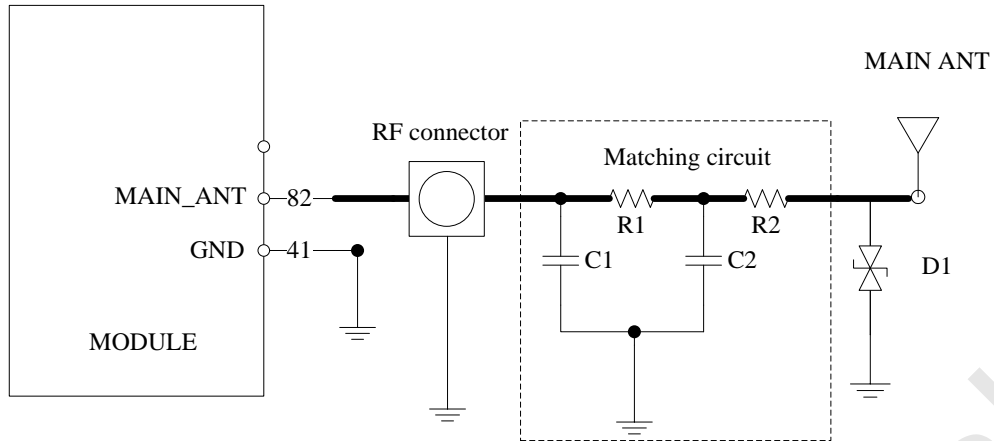 MAIN ANT
RF connector
Matching circuit
MAIN_ANT
82
R1
R2
GND
41
C1
C2
D1
MODULE